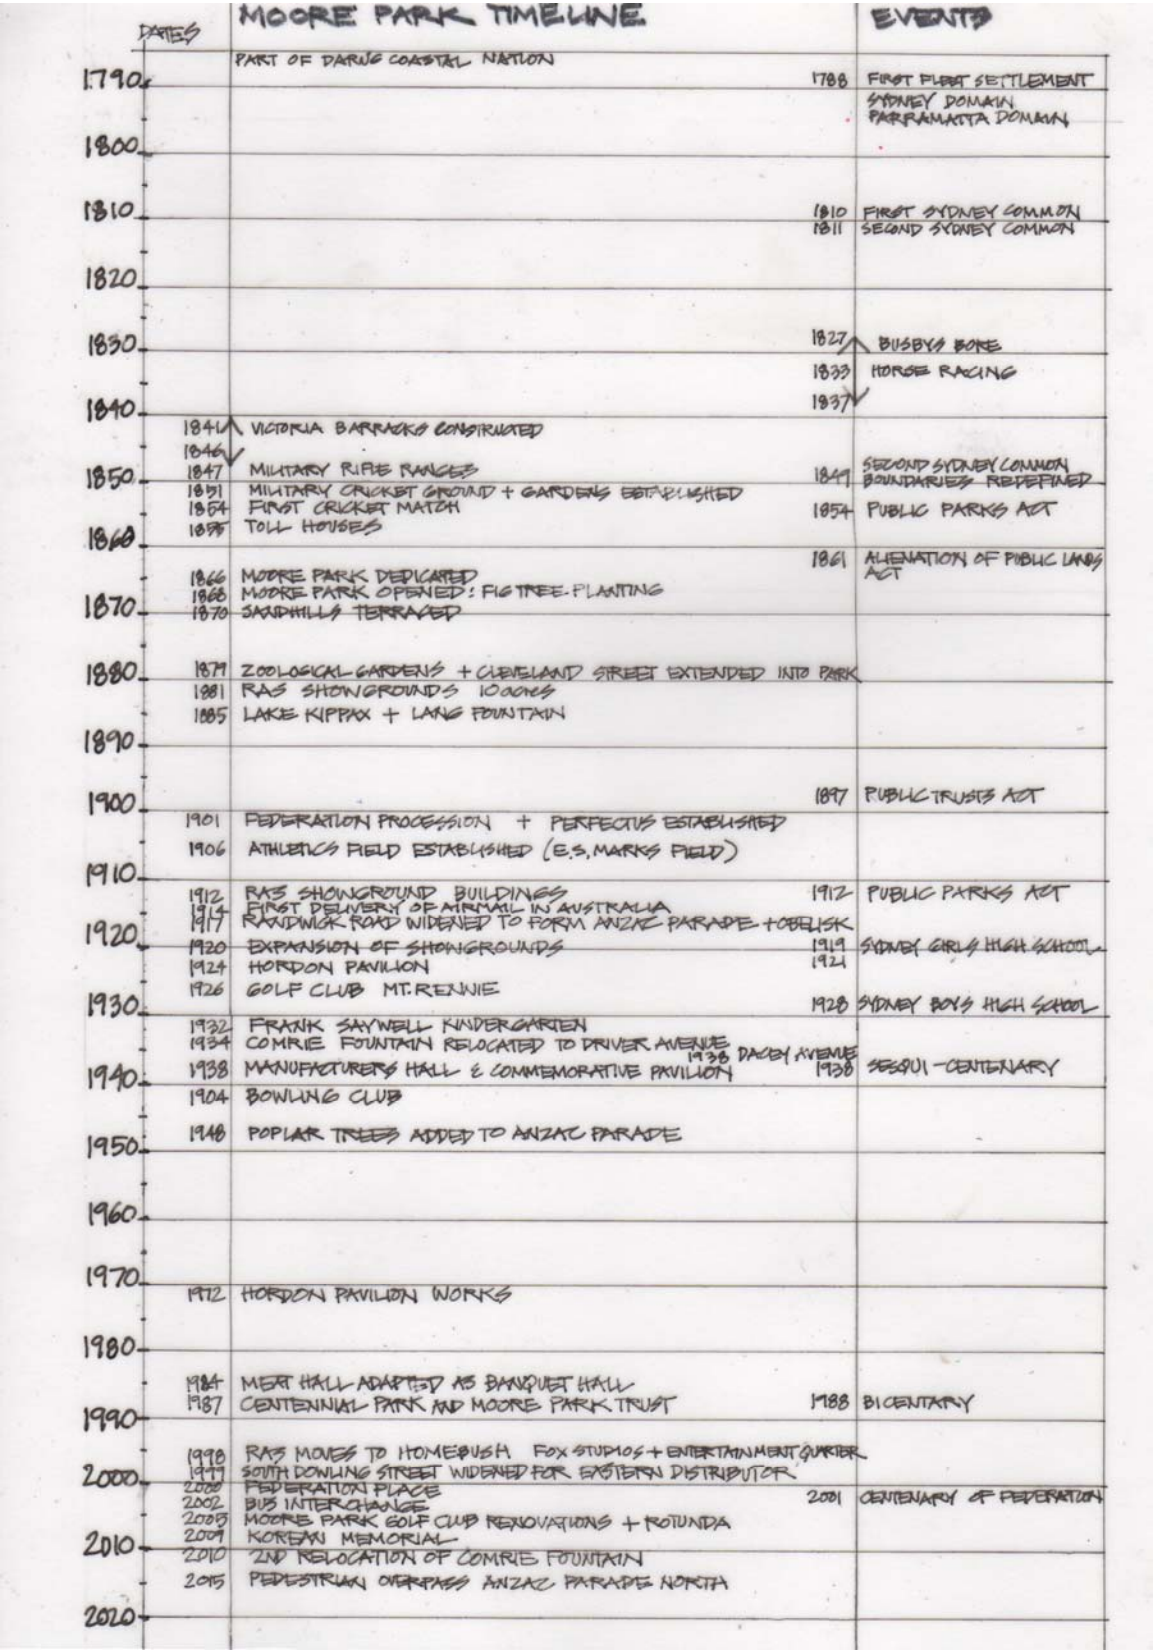 DATES MOORE PARK TIMELINE EVENTS
PART OF DARUG COASTAL NATION
1790 1788 FIRST FLEET SETTLEMENT
SYDNEY DOMAIN
PARRAMATTA DOMAIN
1800
1810 1810 FIRST SYDNEY COMMON
1811 SECOND SYDNEY COMMON
1820
1830 1827 BUSBYS BORE
1833 HORSE RACING
1840 1837
1841 VICTORIA BARRACKS CONSTRUCTED
1846
1850 1847 MILITARY RIFLE RANGES 1849 SECOND SYDNEY COMMON
BOUNDARIES REDEFINED
1851 MILITARY CRICKET GROUND + GARDENS ESTABLISHED
1854 FIRST CRICKET MATCH 1854 PUBLIC PARKS ACT
TOLL HOUSES
1860
1861 ALIENATION OF PUBLIC LANDS
ACT
1866 MOORE PARK DEDICATED
1868 MOORE PARK OPENED: FIG TREE PLANTING
1870 1870 SANDHILLS TERRACED
1880 1879 ZOOLOGICAL GARDENS + CLEVELAND STREET EXTENDED INTO PARK
1881 RAS SHOWGROUNDS 10 acres
1885 LAKE KIPPAX + LANG FOUNTAIN
1890
1900 1897 PUBLIC TRUSTS ACT
1901 FEDERATION PROCESSION + PERFECTUS ESTABLISHED
1906 ATHLETICS FIELD ESTABLISHED (E.S. MARKS FIELD)
1910
1912 RAS SHOWGROUND BUILDINGS 1912 PUBLIC PARKS ACT
1914 FIRST DELIVERY OF AIRMAIL IN AUSTRALIA
1917 RANDWICK ROAD WIDENED TO FORM ANZAC PARADE + OBELISK
1920 1920 EXPANSION OF SHOWGROUNDS 1919 SYDNEY GIRLS HIGH SCHOOL
1924 HORDON PAVILION 1921
1926 GOLF CLUB MT. RENNIE
1930 1928 SYDNEY BOYS HIGH SCHOOL
1932 FRANK SAYWELL KINDERGARTEN
1934 COMRIE FOUNTAIN RELOCATED TO DRIVER AVENUE
1938 DACEY AVENUE
1940 1938 MANUFACTURERS HALL & COMMEMORATIVE PAVILION 1938 SESQUI-CENTENARY
1904 BOWLING CLUB
1950 1948 POPLAR TREES ADDED TO ANZAC PARADE
1960
1970
1972 HORDON PAVILION WORKS
1980
1984 MEAT HALL ADAPTED AS BANQUET HALL
1987 CENTENNIAL PARK AND MOORE PARK TRUST 1988 BICENTARY
1990
1998 RAS MOVES TO HOMEBUSH FOX STUDIOS + ENTERTAINMENT QUARTER
2000 1999 SOUTH DOWLING STREET WIDENED FOR EASTERN DISTRIBUTOR
2000 FEDERATION PLACE 2001 CENTENARY OF FEDERATION
2002 BUS INTERCHANGE
2005 MOORE PARK GOLF CLUB RENOVATIONS + ROTUNDA
2009 KOREAN MEMORIAL
2010 2010 2ND RELOCATION OF COMRIE FOUNTAIN
2015 PEDESTRIAN OVERPASS ANZAC PARADE NORTH
2020